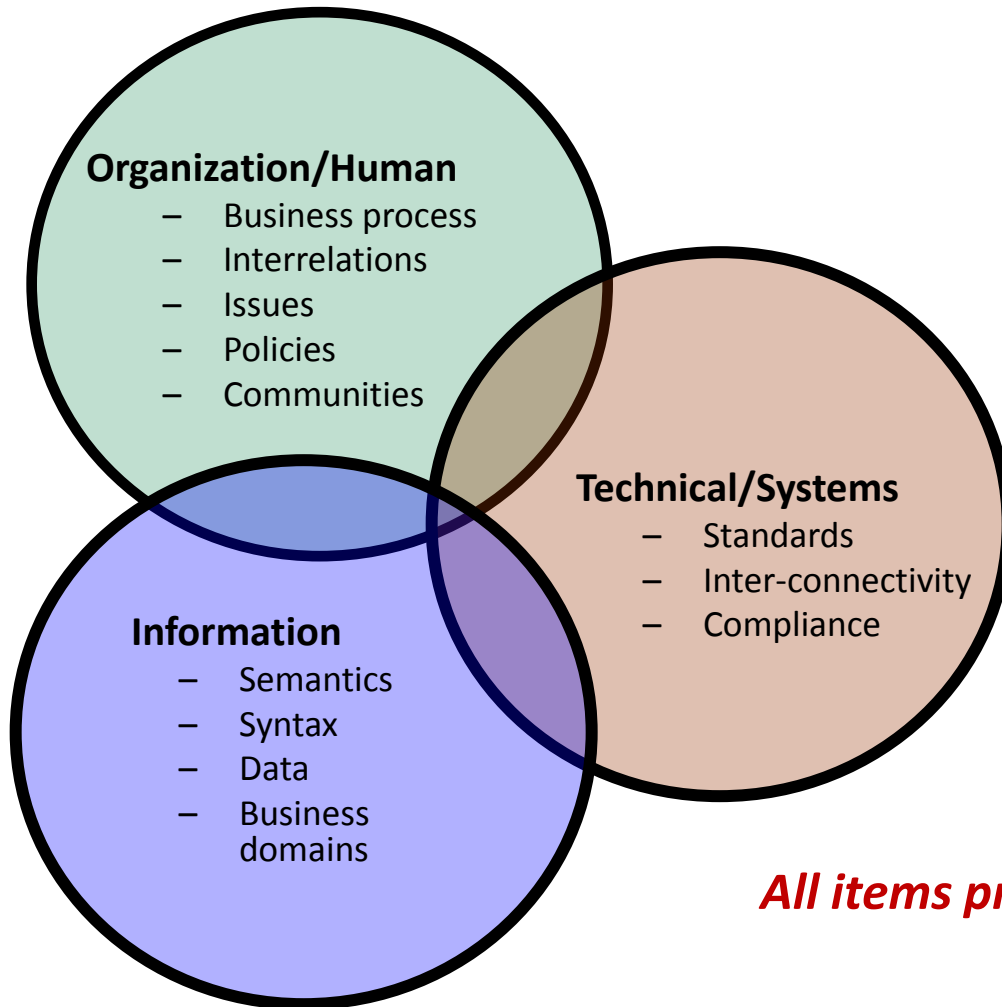 Organization/Human
– Business process
– Interrelations
– Issues
– Policies
– Communities
Technical/Systems
– Standards
– Inter-connectivity
– Compliance
Information
– Semantics
– Syntax
– Data
– Business
domains
All items